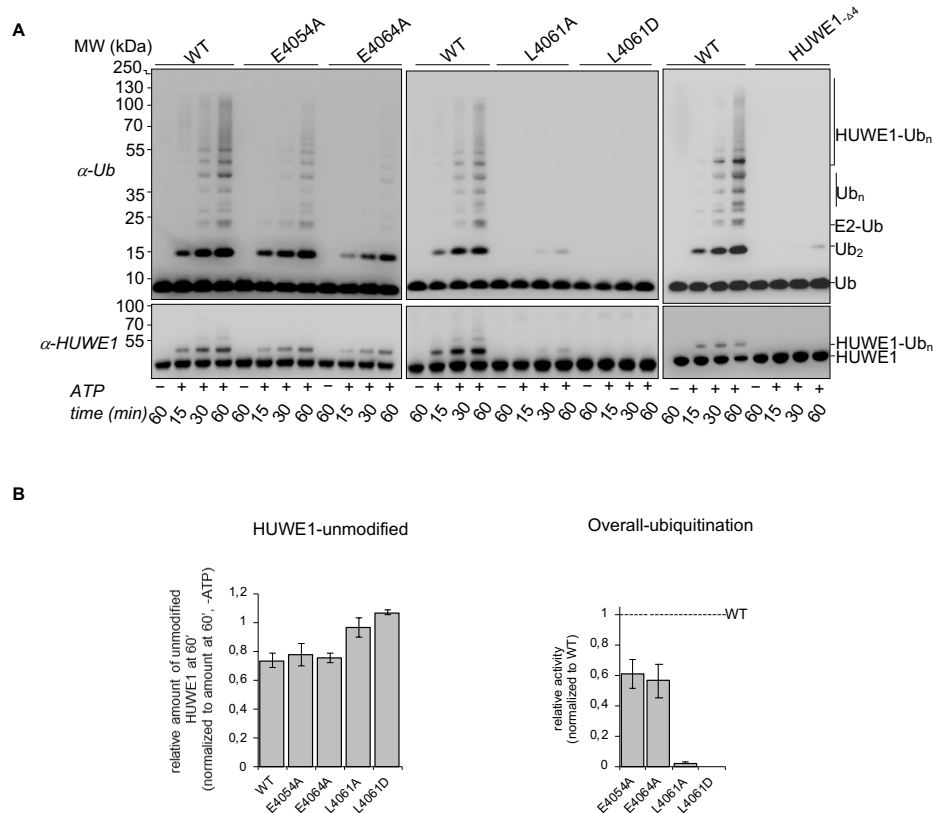 A
MW (kDa)
WT
E4054A
E4064A
WT
L4061A
L4061D
WT
HUWE1-Δ4
250
130
100
70
55
35
25
15
10
α-Ub
HUWE1-Ubn
Ubn
E2-Ub
Ub2
Ub
100
70
55
α-HUWE1
HUWE1-Ubn
HUWE1
ATP – + + + – + + + – + + + – + + + – + + + – + + + – + + + – + + +
time (min) 60 15 30 60 60 15 30 60 60 15 30 60 60 15 30 60 60 15 30 60 60 15 30 60 60 15 30 60 60 15 30 60
B
HUWE1-unmodified
relative amount of unmodified
HUWE1 at 60'
(normalized to amount at 60', -ATP)
1,2
1
0,8
0,6
0,4
0,2
0
WT
E4054A
E4064A
L4061A
L4061D
Overall-ubiquitination
relative activity
(normalized to WT)
1
0,8
0,6
0,4
0,2
0
WT
E4054A
E4064A
L4061A
L4061D